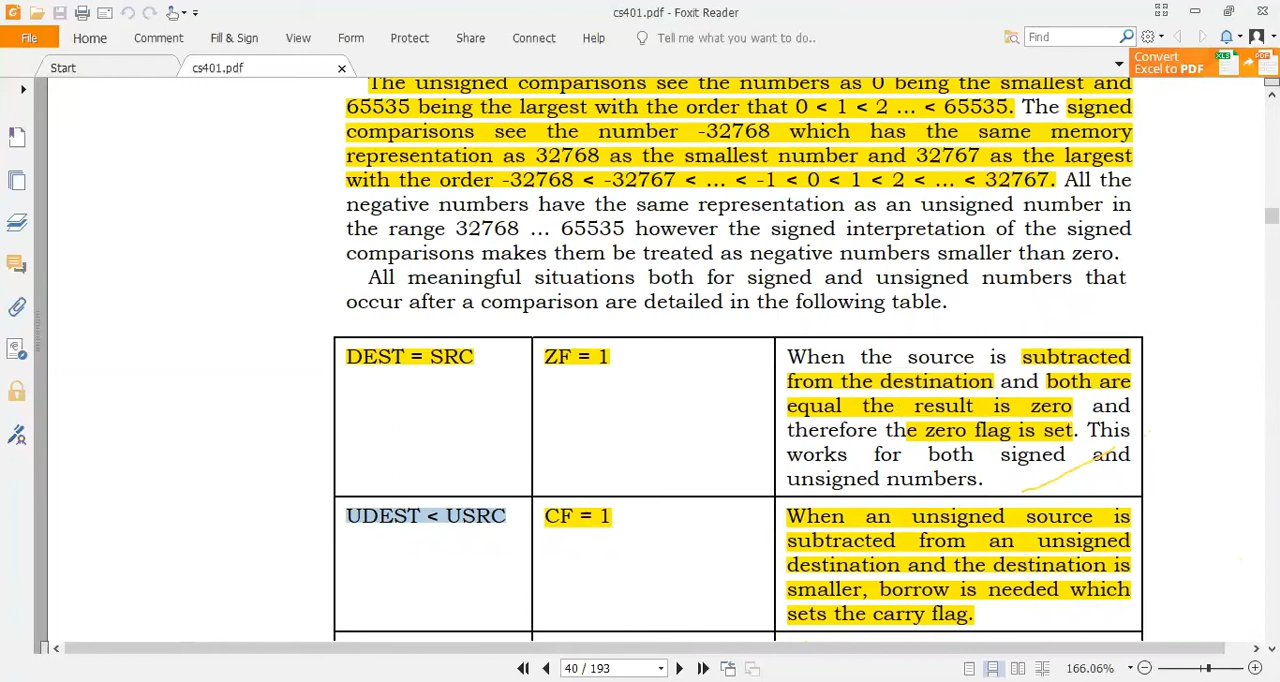 cs401.pdf - Foxit Reader
File
Home
Comment
Fill & Sign
View
Form
Protect
Share
Connect
Help
Tell me what you want to do..
Find
Start
cs401.pdf
Convert
Excel to PDF
The unsigned comparisons see the numbers as 0 being the smallest and
65535 being the largest with the order that 0 < 1 < 2 ... < 65535. The signed
comparisons see the number -32768 which has the same memory
representation as 32768 as the smallest number and 32767 as the largest
with the order -32768 < -32767 < ... < -1 < 0 < 1 < 2 < ... < 32767. All the
negative numbers have the same representation as an unsigned number in
the range 32768 ... 65535 however the signed interpretation of the signed
comparisons makes them be treated as negative numbers smaller than zero.
All meaningful situations both for signed and unsigned numbers that
occur after a comparison are detailed in the following table.
DEST = SRC
ZF = 1
When the source is subtracted
from the destination and both are
equal the result is zero and
therefore the zero flag is set. This
works for both signed and
unsigned numbers.
UDEST < USRC
CF = 1
When an unsigned source is
subtracted from an unsigned
destination and the destination is
smaller, borrow is needed which
sets the carry flag.
40 / 193
166.06%